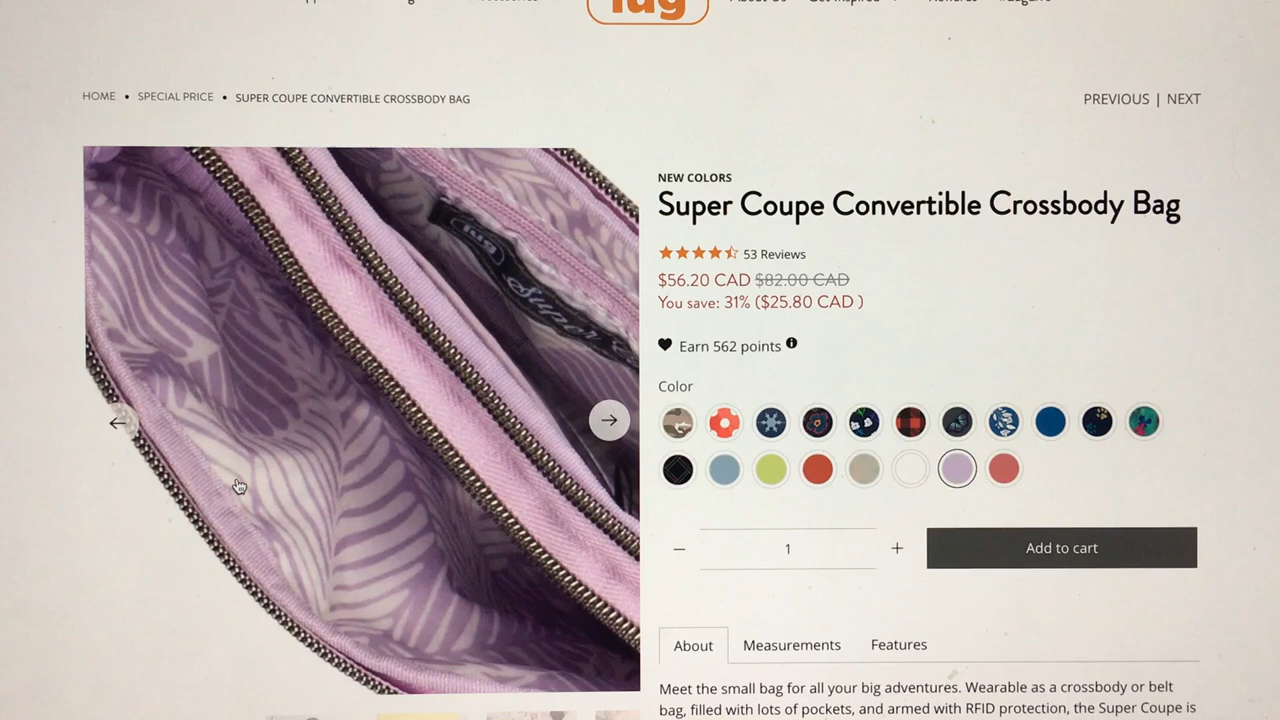 lug
HOME • SPECIAL PRICE • SUPER COUPE CONVERTIBLE CROSSBODY BAG
PREVIOUS | NEXT
lug
Super
NEW COLORS
Super Coupe Convertible Crossbody Bag
53 Reviews
$56.20 CAD $82.00 CAD
You save: 31% ($25.80 CAD )
Earn 562 points
Color
1
Add to cart
About Measurements Features
Meet the small bag for all your big adventures. Wearable as a crossbody or belt
bag, filled with lots of pockets, and armed with RFID protection, the Super Coupe is